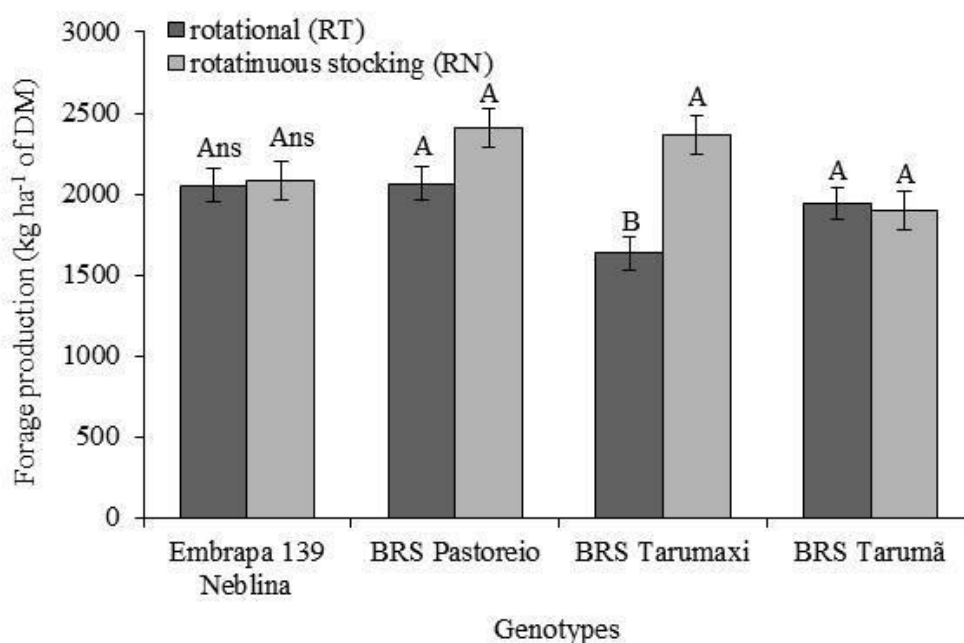 rotational (RT)
rotatinuous stocking (RN)
Forage production (kg ha⁻¹ of DM)
3000
2500
2000
1500
1000
500
0
Ans
Ans
A
A
B
A
A
A
Embrapa 139
Neblina
BRS Pastoreio
BRS Tarumaxi
BRS Tarumã
Genotypes